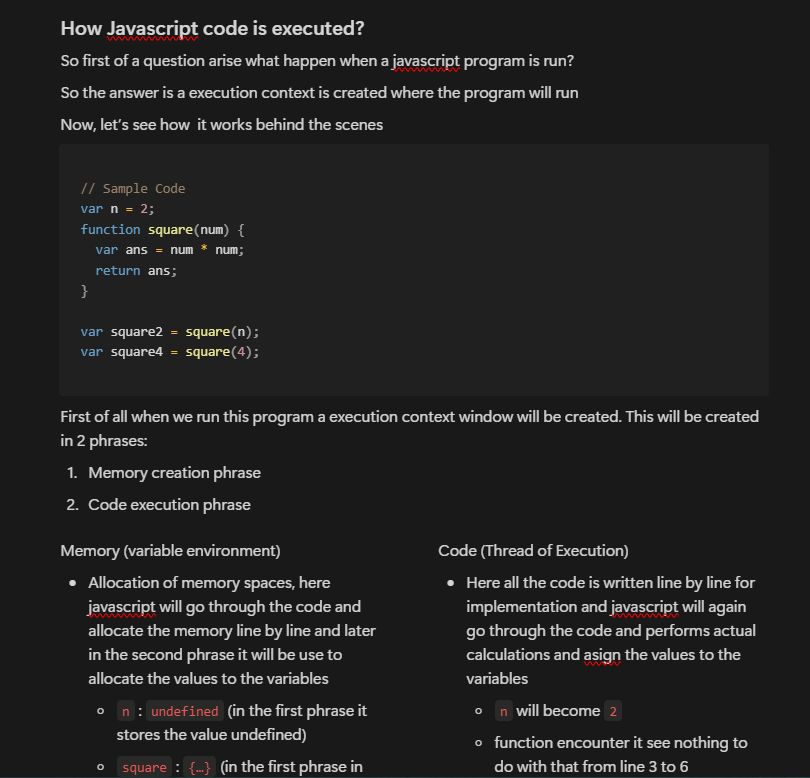 How Javascript code is executed?
So first of a question arise what happen when a javascript program is run?
So the answer is a execution context is created where the program will run
Now, let's see how  it works behind the scenes
// Sample Code
var n = 2;
function square(num) {
  var ans = num * num;
  return ans;
}
var square2 = square(n);
var square4 = square(4);
First of all when we run this program a execution context window will be created. This will be created
in 2 phrases:
1. Memory creation phrase
2. Code execution phrase
Memory (variable environment)
• Allocation of memory spaces, here
javascript will go through the code and
allocate the memory line by line and later
in the second phrase it will be use to
allocate the values to the variables
◦ n : undefined (in the first phrase it
stores the value undefined)
◦ square : {…} (in the first phrase in
Code (Thread of Execution)
• Here all the code is written line by line for
implementation and javascript will again
go through the code and performs actual
calculations and asign the values to the
variables
◦ n will become 2
◦ function encounter it see nothing to
do with that from line 3 to 6